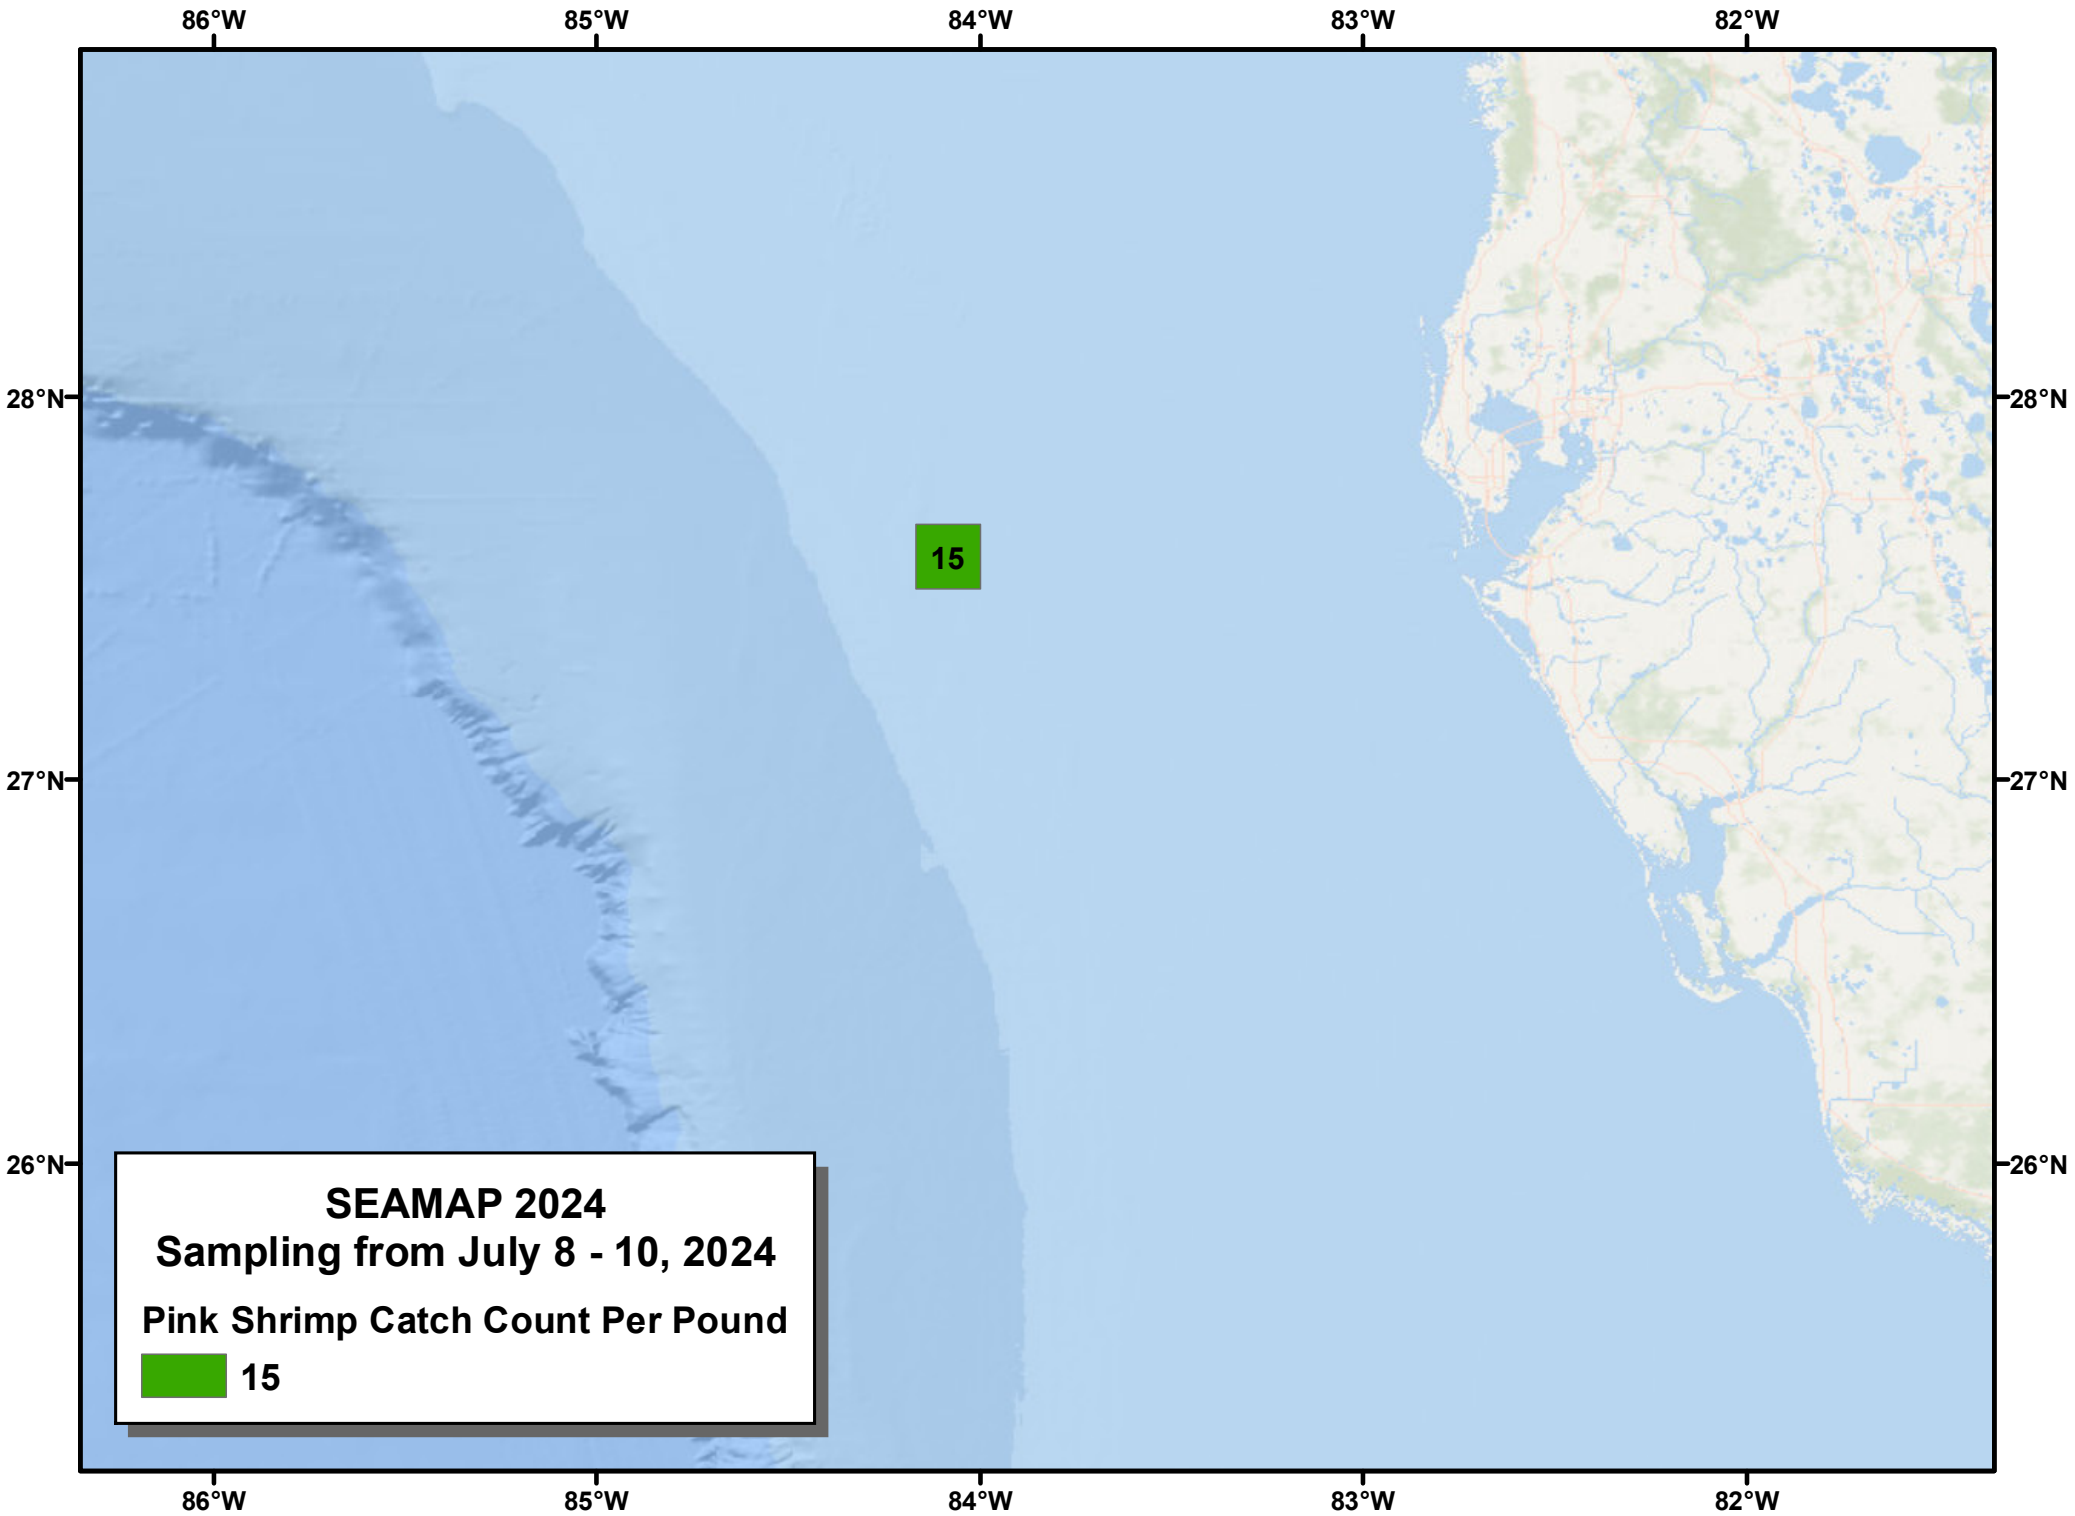 86°W 85°W 84°W 83°W 82°W
28°N 28°N
15
27°N 27°N
26°N 26°N
SEAMAP 2024
Sampling from July 8 - 10, 2024
Pink Shrimp Catch Count Per Pound
15
86°W 85°W 84°W 83°W 82°W